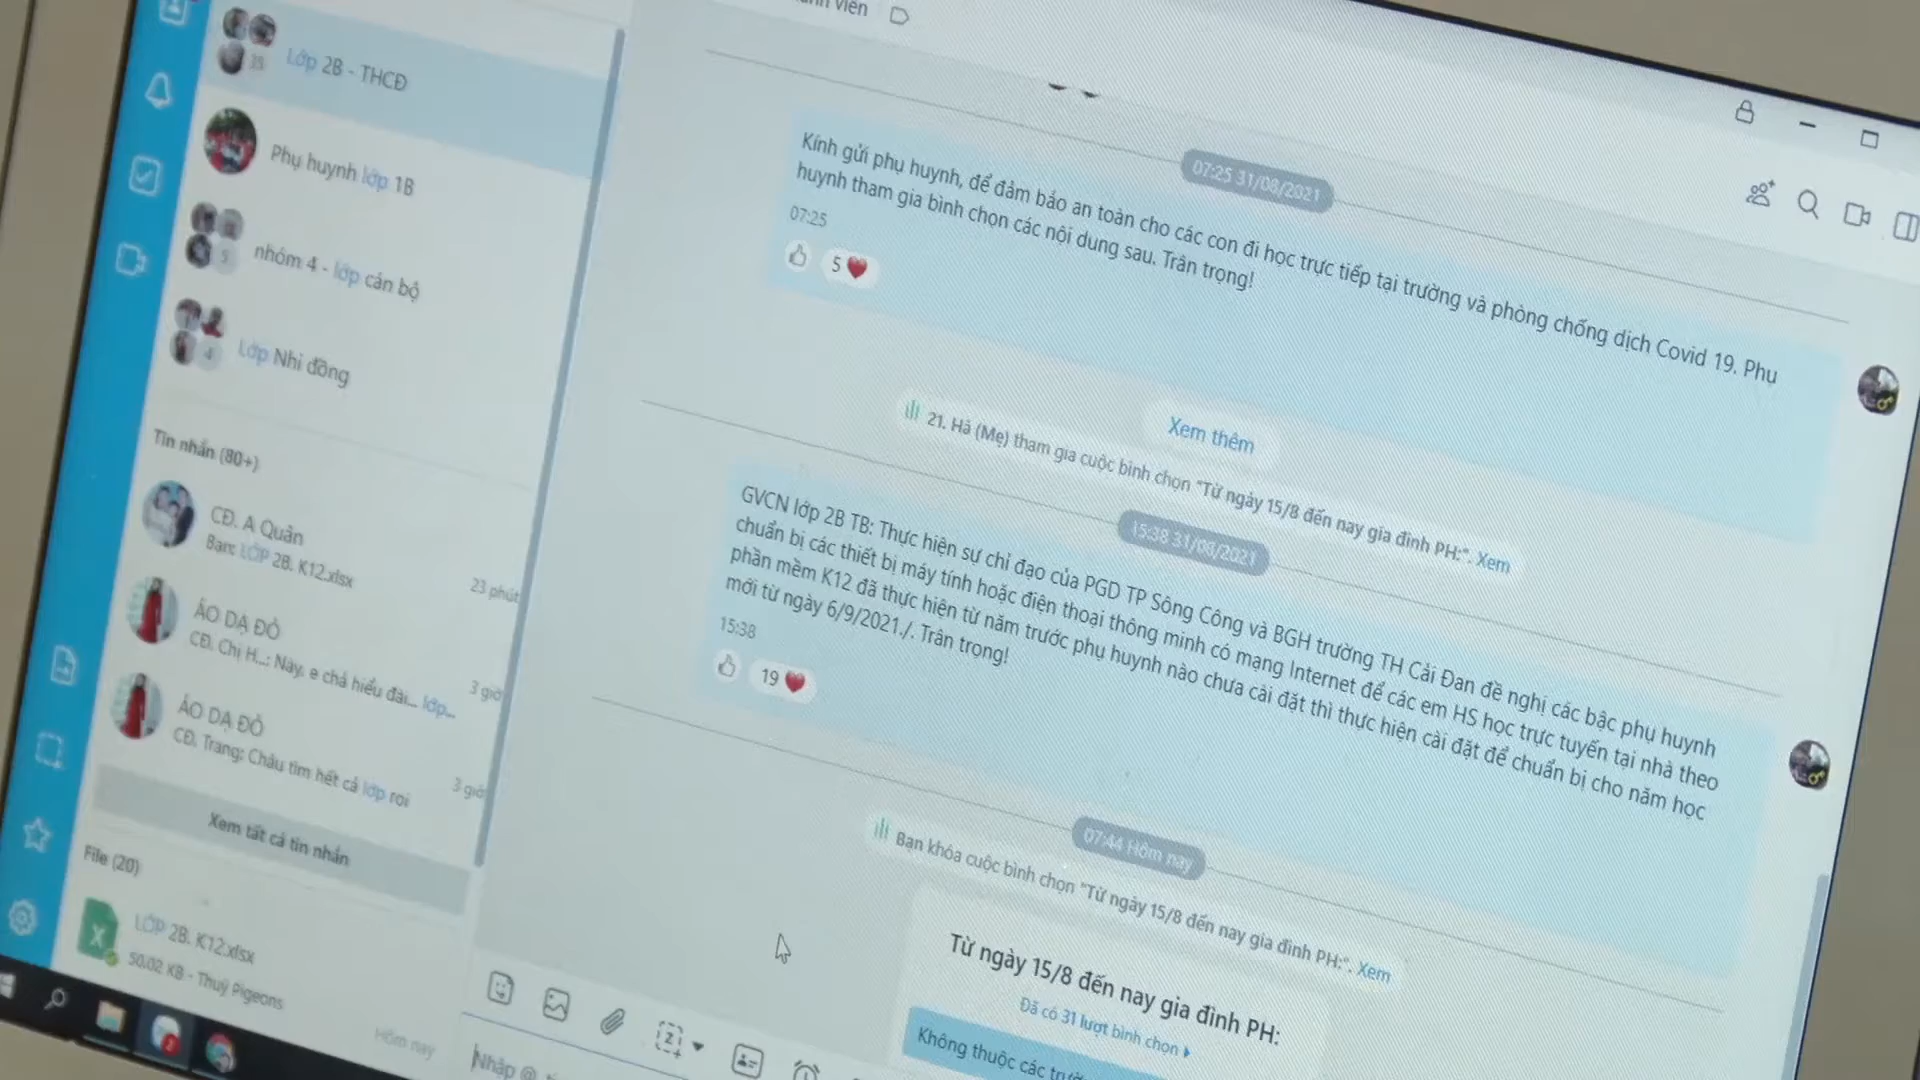 Lớp 2B - THCĐ
Phụ huynh lớp 1B
5
nhóm 4 - lớp cán bộ
4
Lớp Nhi đồng
Tin nhắn (80+)
CĐ. A Quân
Bạn: LỚP 2B. K12.xlsx
23 phút
ÁO DẠ ĐỎ
CĐ. Chị H...: Này, e chả hiểu đài... lớp...
3 giờ
ÁO DẠ ĐỎ
CĐ. Trang: Cháu tìm hết cả lớp rồi
3 giờ
Xem tất cả tin nhắn
File (20)
LỚP 2B. K12.xlsx
50.02 KB - Thuỳ Pigeons
Hôm nay
viên
07:25 31/08/2021
Kính gửi phụ huynh, để đảm bảo an toàn cho các con đi học trực tiếp tại trường và phòng chống dịch Covid 19. Phụ
huynh tham gia bình chọn các nội dung sau. Trân trọng!
07:25
5
Xem thêm
21. Hà (Mẹ) tham gia cuộc bình chọn "Từ ngày 15/8 đến nay gia đình PH:". Xem
15:38 31/08/2021
GVCN lớp 2B TB: Thực hiện sự chỉ đạo của PGD TP Sông Công và BGH trường TH Cải Đan đề nghị các bậc phụ huynh
chuẩn bị các thiết bị máy tính hoặc điện thoại thông minh có mạng Internet để các em HS học trực tuyến tại nhà theo
phần mềm K12 đã thực hiện từ năm trước phụ huynh nào chưa cài đặt thì thực hiện cài đặt để chuẩn bị cho năm học
mới từ ngày 6/9/2021./. Trân trọng!
15:38
19
07:44 Hôm nay
Bạn khóa cuộc bình chọn "Từ ngày 15/8 đến nay gia đình PH:". Xem
Từ ngày 15/8 đến nay gia đình PH:
Đã có 31 lượt bình chọn
Không thuộc các
Nhập @